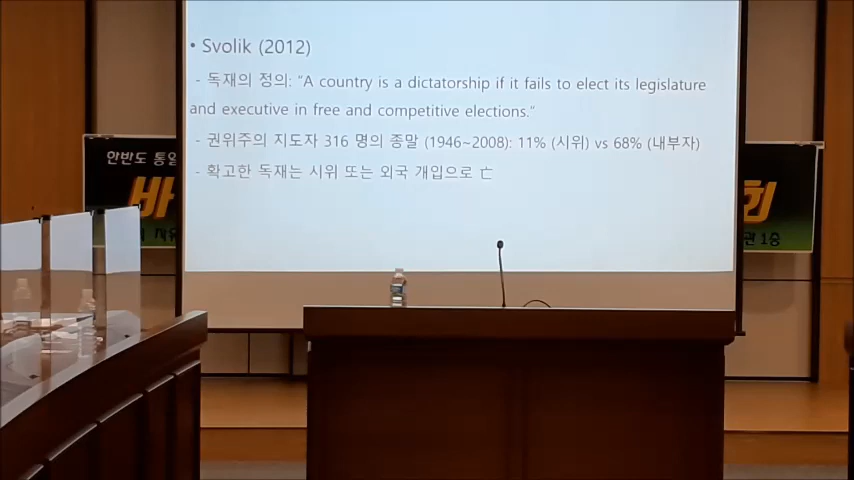 • Svolik (2012)
- 독재의 정의: “A country is a dictatorship if it fails to elect its legislature
and executive in free and competitive elections.”
- 권위주의 지도자 316 명의 종말 (1946~2008): 11% (시위) vs 68% (내부자)
- 확고한 독재는 시위 또는 외국 개입으로 亡
한반도 통일
바
회
1층